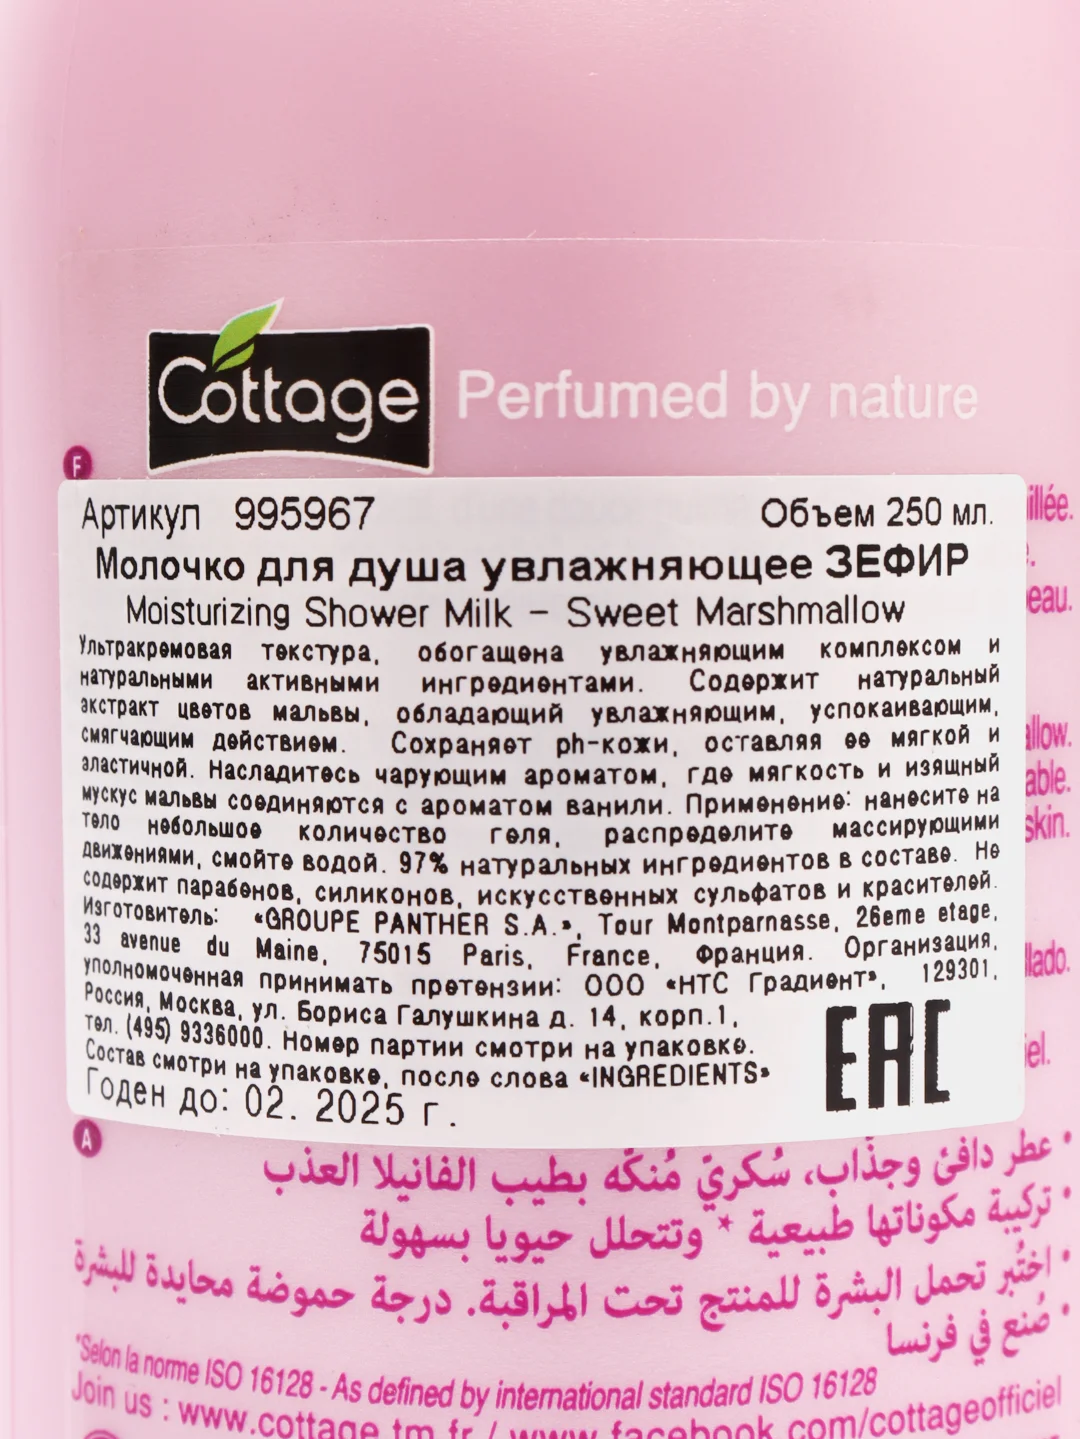 Cottage
Perfumed by nature
F
illée.
Артикул 995967 Объем 250 мл.
Молочко для душа увлажняющее ЗЕФИР
eau.
Moisturizing Shower Milk – Sweet Marshmallow
Ультракремовая текстура, обогащена увлажняющим комплексом и
натуральными активными ингредиентами. Содержит натуральный
экстракт цветов мальвы, обладающий увлажняющим, успокаивающим,
смягчающим действием. Сохраняет ph-кожи, оставляя ее мягкой и
allow.
эластичной. Насладитесь чарующим ароматом, где мягкость и изящный
able.
мускус мальвы соединяются с ароматом ванили. Применение: нанесите на
skin.
тело небольшое количество геля, распределите массирующими
движениями, смойте водой. 97% натуральных ингредиентов в составе. Не
содержит парабенов, силиконов, искусственных сульфатов и красителей.
Изготовитель: «GROUPE PANTHER S.A.», Tour Montparnasse, 26eme etage,
33 avenue du Maine, 75015 Paris, France, Франция. Организация,
llado.
уполномоченная принимать претензии: ООО «НТС Градиент», 129301,
Россия, Москва, ул. Бориса Галушкина д. 14, корп.1,
тел. (495) 9336000. Номер партии смотри на упаковке.
iel.
Состав смотри на упаковке, после слова «INGREDIENTS»
Годен до: 02. 2025 г.
EAC
A
• عطر دافئ وجذّاب، سُكريّ مُنكّه بطيب الفانيلا العذب
• تركيبة مكوناتها طبيعية * وتتحلل حيويا بسهولة
• اختُبر تحمل البشرة للمنتج تحت المراقبة. درجة حموضة محايدة للبشرة
• صُنع في فرنسا
*Selon la norme ISO 16128 - As defined by international standard ISO 16128
Join us : www.cottage.tm.fr / www.facebook.com/cottageofficiel